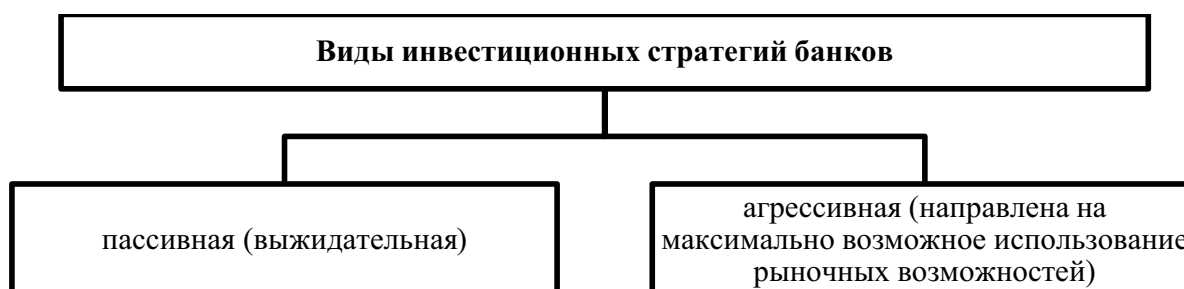 Виды инвестиционных стратегий банков
пассивная (выжидательная)
агрессивная (направлена на
максимально возможное использование
рыночных возможностей)